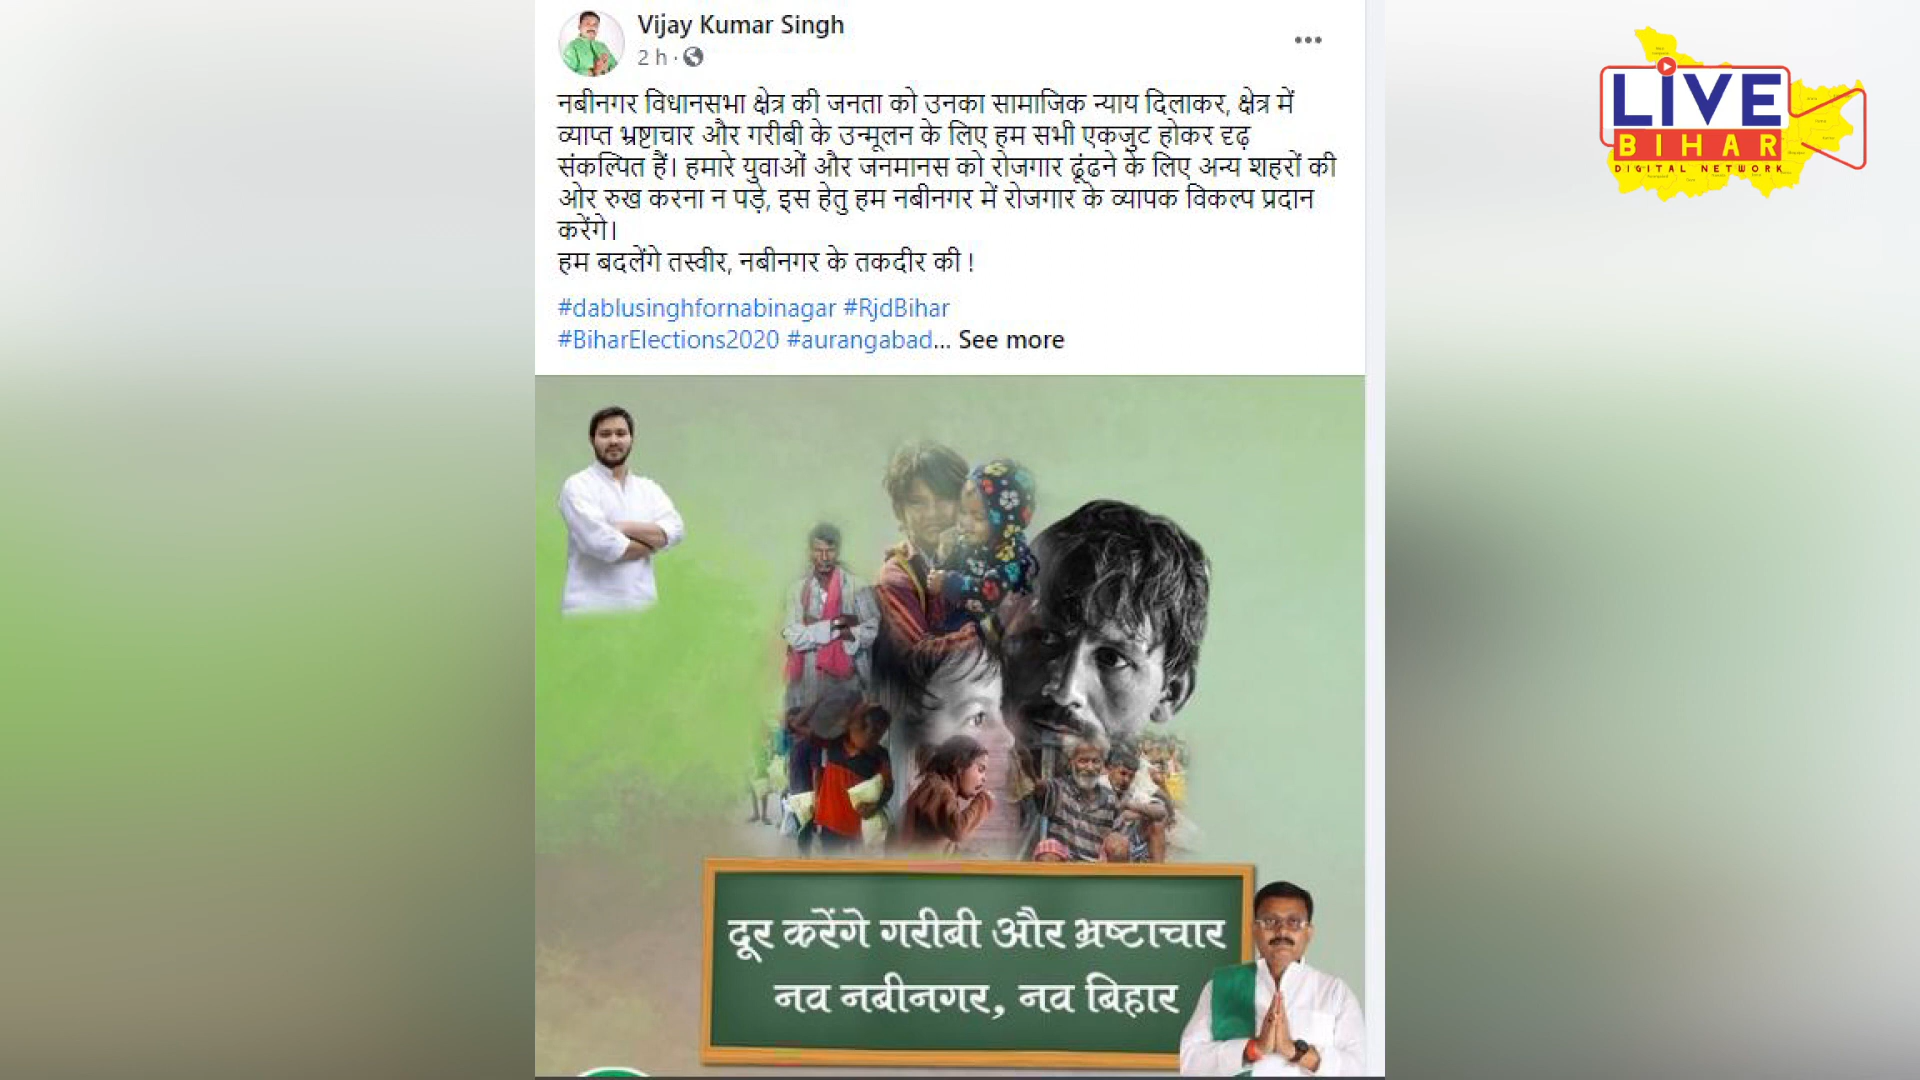 Vijay Kumar Singh
2 h ·
नबीनगर विधानसभा क्षेत्र की जनता को उनका सामाजिक न्याय दिलाकर, क्षेत्र में
व्याप्त भ्रष्टाचार और गरीबी के उन्मूलन के लिए हम सभी एकजुट होकर दृढ़
संकल्पित हैं। हमारे युवाओं और जनमानस को रोजगार ढूंढने के लिए अन्य शहरों की
ओर रुख करना न पड़े, इस हेतु हम नबीनगर में रोजगार के व्यापक विकल्प प्रदान
करेंगे।
हम बदलेंगे तस्वीर, नबीनगर के तकदीर की !
#dablusinghfornabinagar #RjdBihar
#BiharElections2020 #aurangabad... See more
दूर करेंगे गरीबी और भ्रष्टाचार
नव नबीनगर, नव बिहार
LIVE
BIHAR
DIGITAL NETWORK